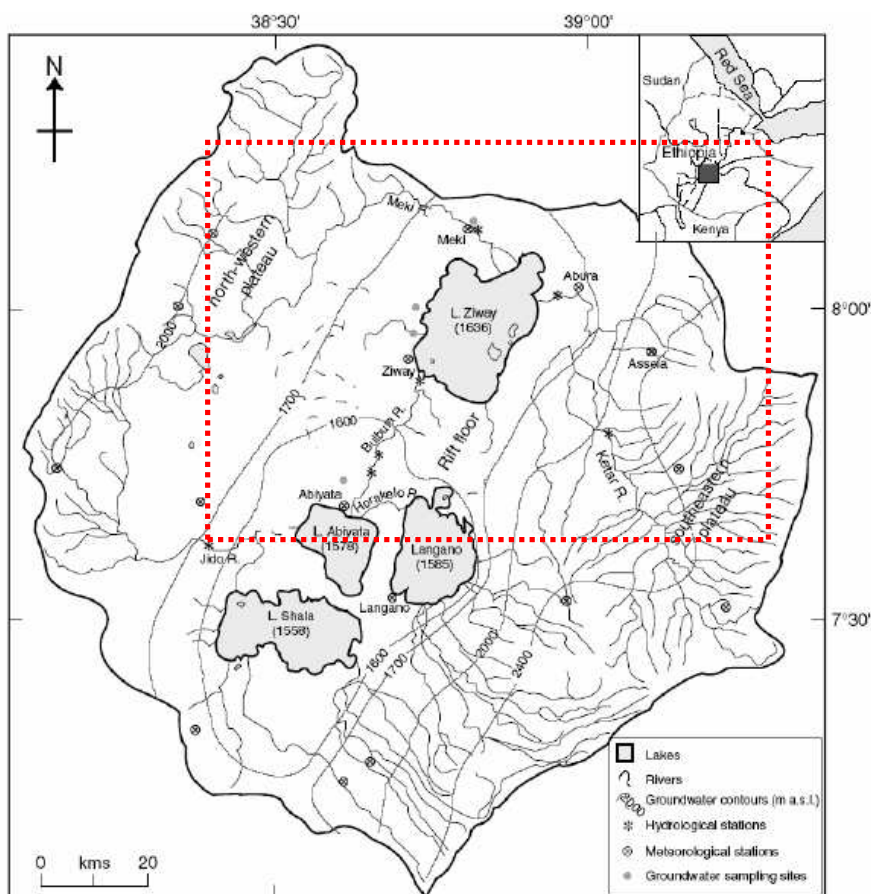 38°30'
39°00'
N
Red Sea
Sudan
Ethiopia
Kenya
Meki R.
Meki
north-western
plateau
Abura
L. Ziway
(1636)
8°00'
2000
Assela
Ziway
1700
1600
Bulbula R.
Rift floor
Ketar R.
southeastern
plateau
Abiyata
Horakelo R.
L. Abiyata
(1578)
Langano
(1585)
Jido R.
Langano
L. Shala
(1558)
7°30'
1600
1700
2000
2400
Lakes
Rivers
2000
Groundwater contours (m a.s.l.)
Hydrological stations
Meteorological stations
Groundwater sampling sites
0 kms 20